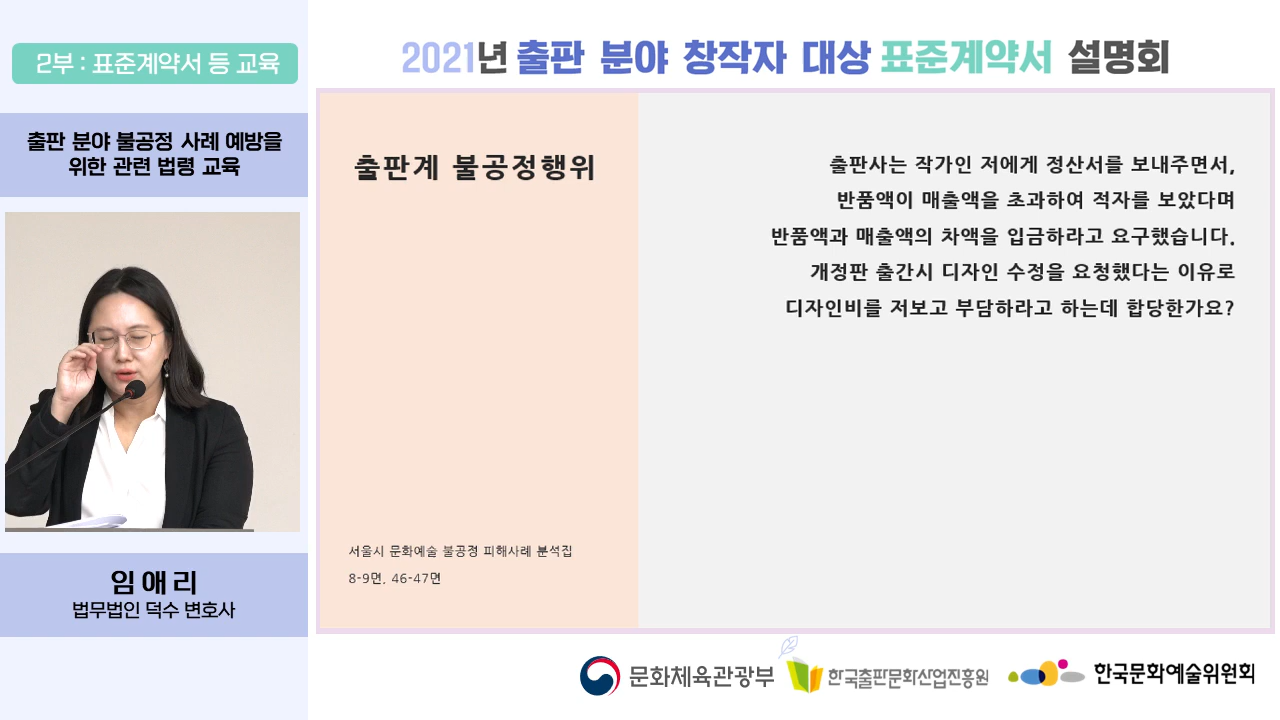 2부 : 표준계약서 등 교육
출판 분야 불공정 사례 예방을
위한 관련 법령 교육
임애리
법무법인 덕수 변호사
2021년 출판 분야 창작자 대상 표준계약서 설명회
출판계 불공정행위
서울시 문화예술 불공정 피해사례 분석집
8-9면, 46-47면
출판사는 작가인 저에게 정산서를 보내주면서,
반품액이 매출액을 초과하여 적자를 보았다며
반품액과 매출액의 차액을 입금하라고 요구했습니다.
개정판 출간시 디자인 수정을 요청했다는 이유로
디자인비를 저보고 부담하라고 하는데 합당한가요?
문화체육관광부
한국출판문화산업진흥원
한국문화예술위원회